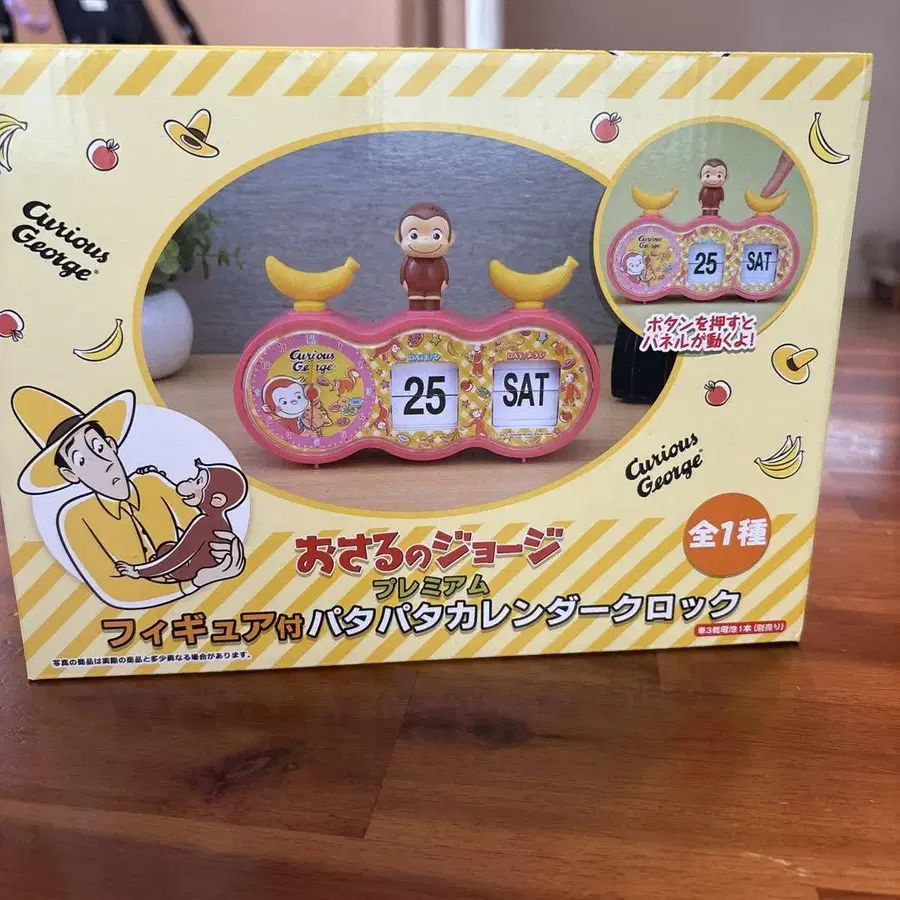 Curious
George®
Curious
George
25
SAT
Curious
George
DAY
25
SAT
ボタンを押すと
パネルが動くよ!
Curious
George®
全1種
おさるのジョージ
プレミアム
フィギュア付パタパタカレンダークロック
単3乾電池1本(別売り)
写真の商品は実際の商品と多少異なる場合があります。